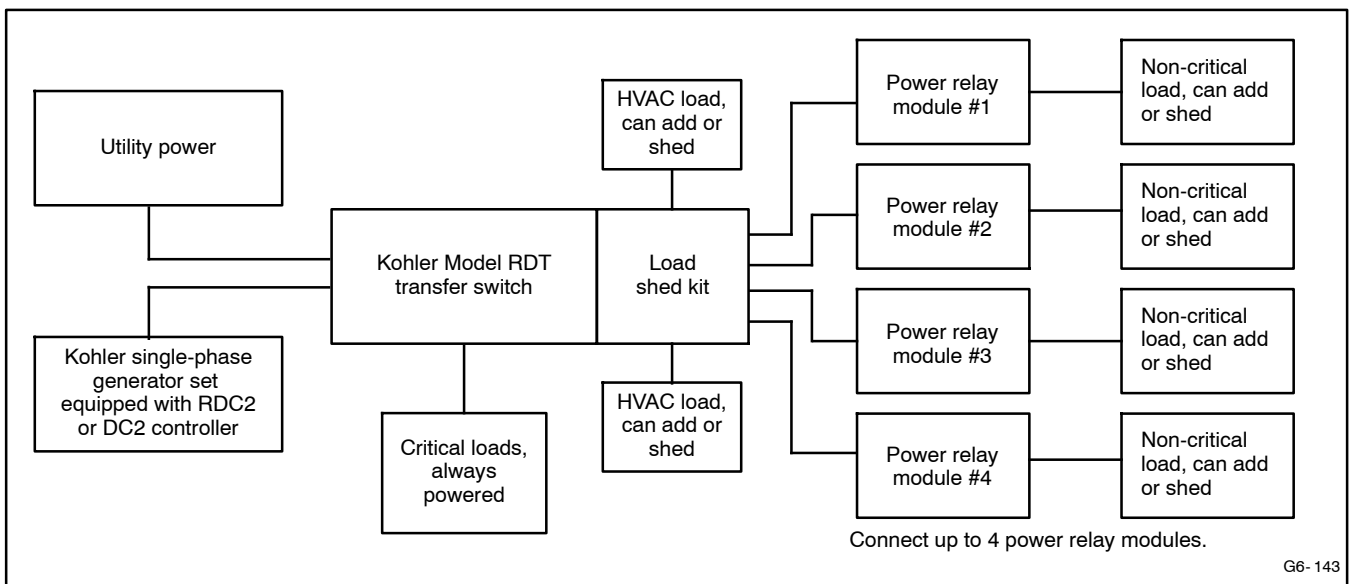 Utility power
Kohler single-phase
generator set
equipped with RDC2
or DC2 controller
Kohler Model RDT
transfer switch
Critical loads,
always
powered
HVAC load,
can add or
shed
Load
shed kit
HVAC load,
can add or
shed
Power relay
module #1
Non-critical
load, can add
or shed
Power relay
module #2
Non-critical
load, can add
or shed
Power relay
module #3
Non-critical
load, can add
or shed
Power relay
module #4
Non-critical
load, can add
or shed
Connect up to 4 power relay modules.
G6-143